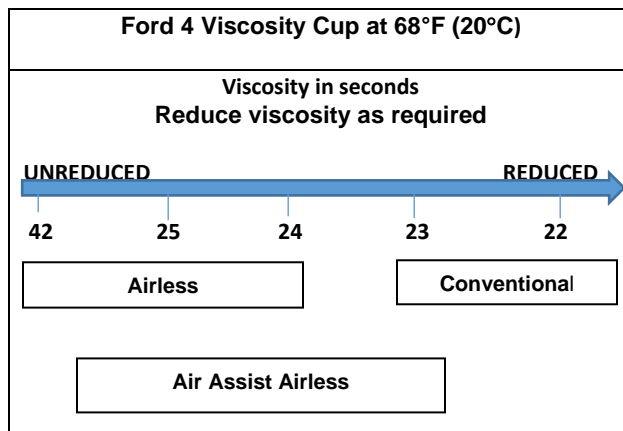 Ford 4 Viscosity Cup at 68°F (20°C)
Viscosity in seconds
Reduce viscosity as required
UNREDUCED REDUCED
42 25 24 23 22
Airless Conventional
Air Assist Airless